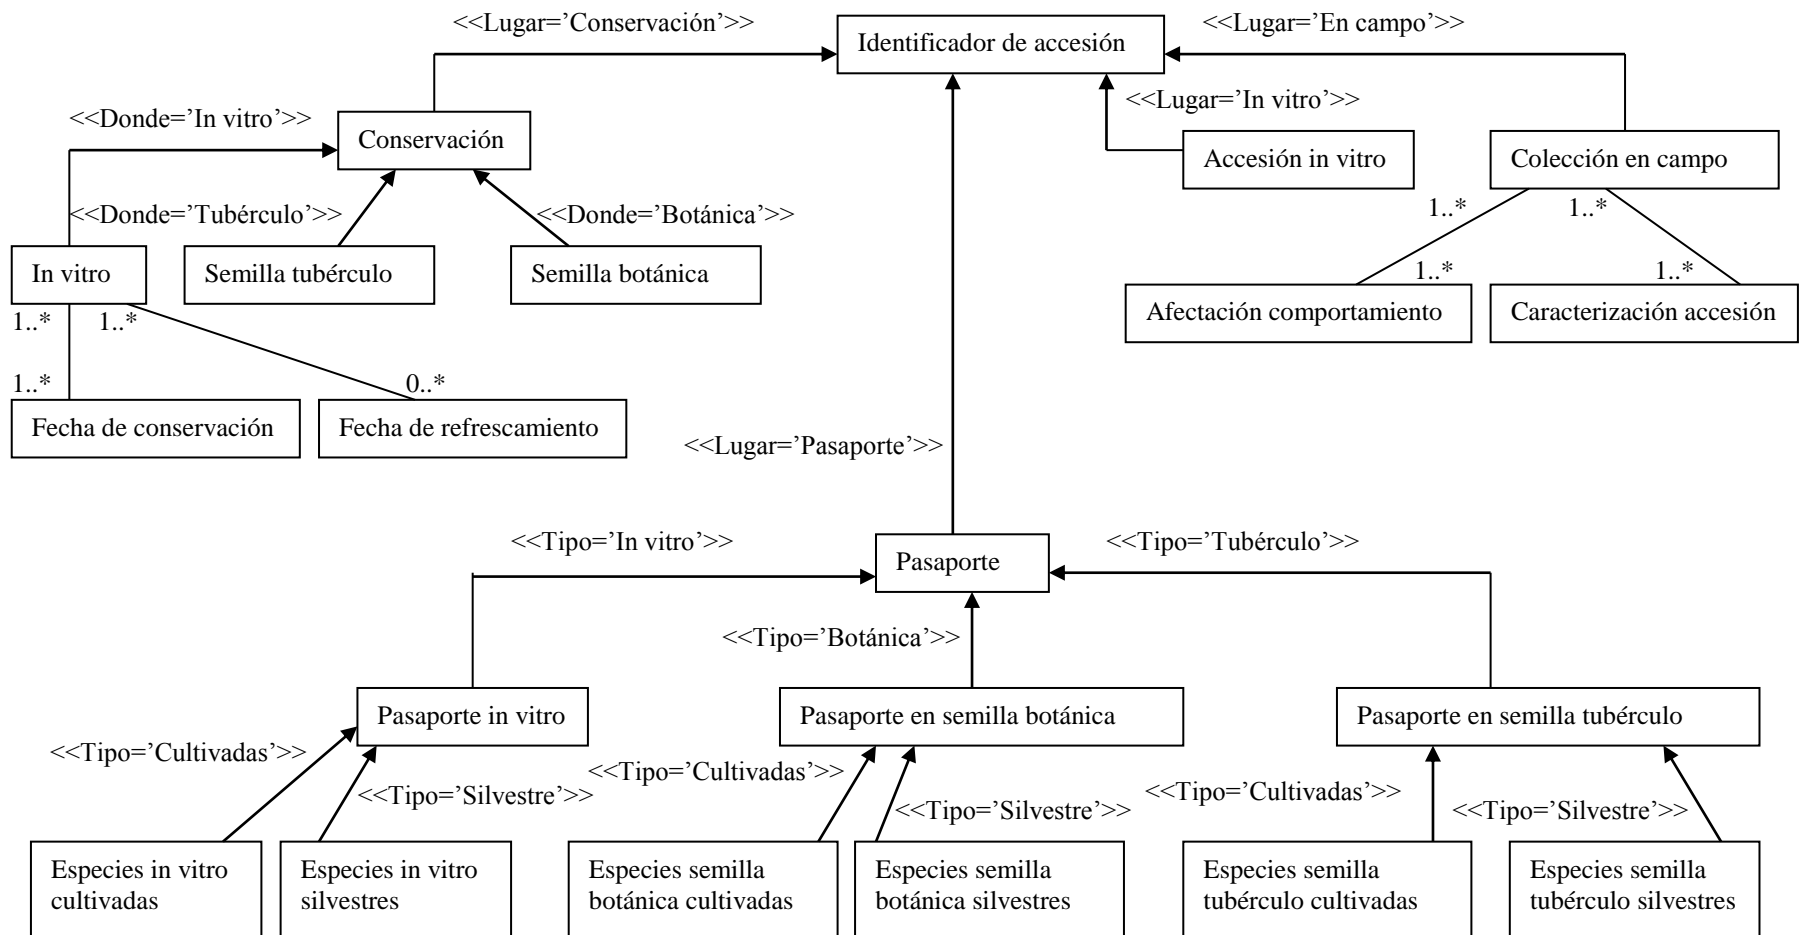 <<Lugar=’Conservación’>>
Identificador de accesión
<<Lugar=’En campo’>>
<<Lugar=’In vitro’>>
<<Donde=’In vitro’>>
Conservación
Accesión in vitro
Colección en campo
<<Donde=’Tubérculo’>>
<<Donde=’Botánica’>>
1..*
1..*
In vitro
Semilla tubérculo
Semilla botánica
1..*
1..*
1..*
1..*
Afectación comportamiento
Caracterización accesión
1..*
0..*
Fecha de conservación
Fecha de refrescamiento
<<Lugar=’Pasaporte’>>
<<Tipo=’In vitro’>>
Pasaporte
<<Tipo=’Tubérculo’>>
<<Tipo=’Botánica’>>
Pasaporte in vitro
Pasaporte en semilla botánica
Pasaporte en semilla tubérculo
<<Tipo=’Cultivadas’>>
<<Tipo=’Silvestre’>>
<<Tipo=’Cultivadas’>>
<<Tipo=’Silvestre’>>
<<Tipo=’Cultivadas’>>
<<Tipo=’Silvestre’>>
Especies in vitro
cultivadas
Especies in vitro
silvestres
Especies semilla
botánica cultivadas
Especies semilla
botánica silvestres
Especies semilla
tubérculo cultivadas
Especies semilla
tubérculo silvestres